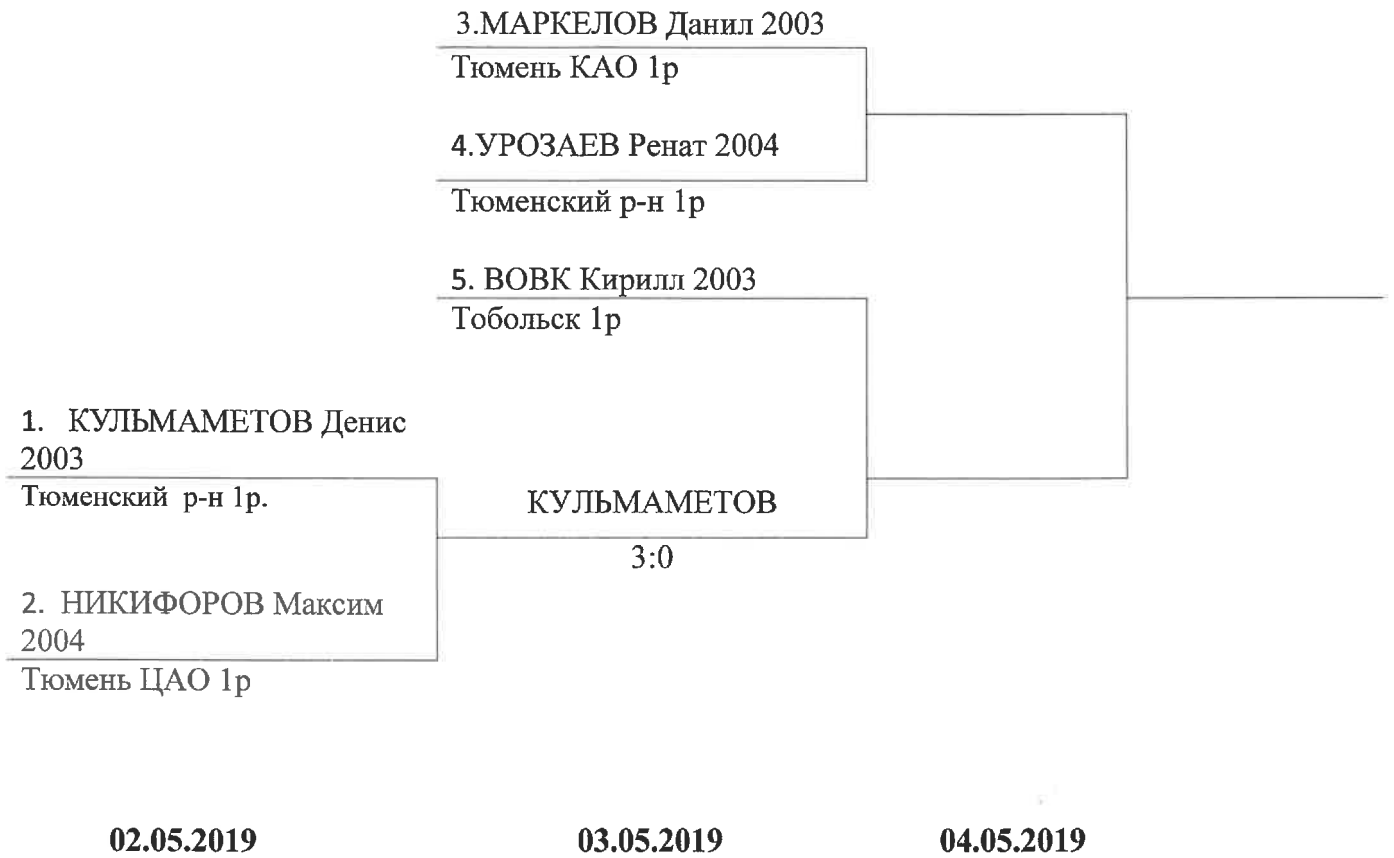 3.МАРКЕЛОВ Данил 2003
Тюмень КАО 1р
4.УРОЗАЕВ Ренат 2004
Тюменский р-н 1р
5. ВОВК Кирилл 2003
Тобольск 1р
1. КУЛЬМАМЕТОВ Денис
2003
Тюменский р-н 1р.
КУЛЬМАМЕТОВ
3:0
2. НИКИФОРОВ Максим
2004
Тюмень ЦАО 1р
02.05.2019
03.05.2019
04.05.2019